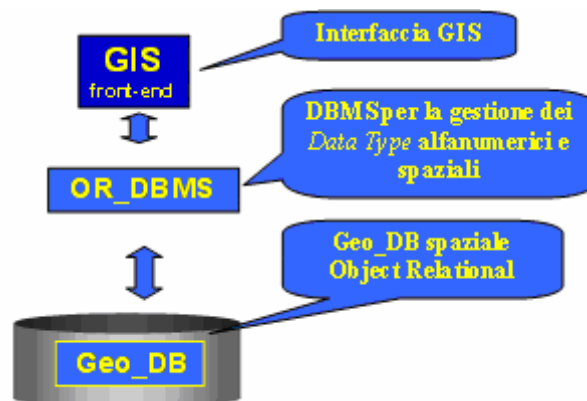 GIS
front-end
Interfaccia GIS
DBMSper la gestione dei
Data Type alfanumerici e
spaziali
OR_DBMS
Geo_DB spaziale
Object Relational
Geo_DB